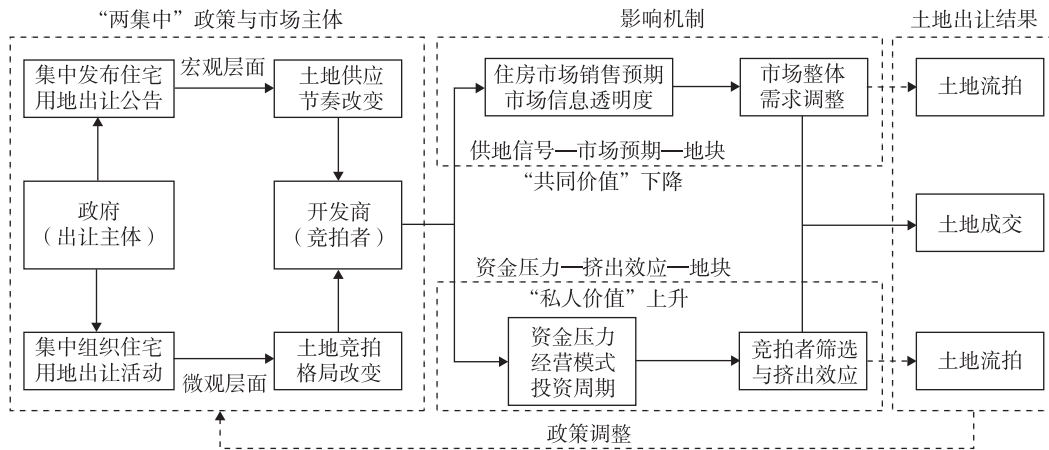 “两集中”政策与市场主体
影响机制
土地出让结果
集中发布住宅
用地出让公告
宏观层面
土地供应
节奏改变
政府
（出让主体）
开发商
（竞拍者）
集中组织住宅
用地出让活动
微观层面
土地竞拍
格局改变
住房市场销售预期
市场信息透明度
市场整体
需求调整
供地信号—市场预期—地块
“共同价值”下降
资金压力—挤出效应—地块
“私人价值”上升
资金压力
经营模式
投资周期
竞拍者筛选
与挤出效应
土地流拍
土地成交
土地流拍
政策调整